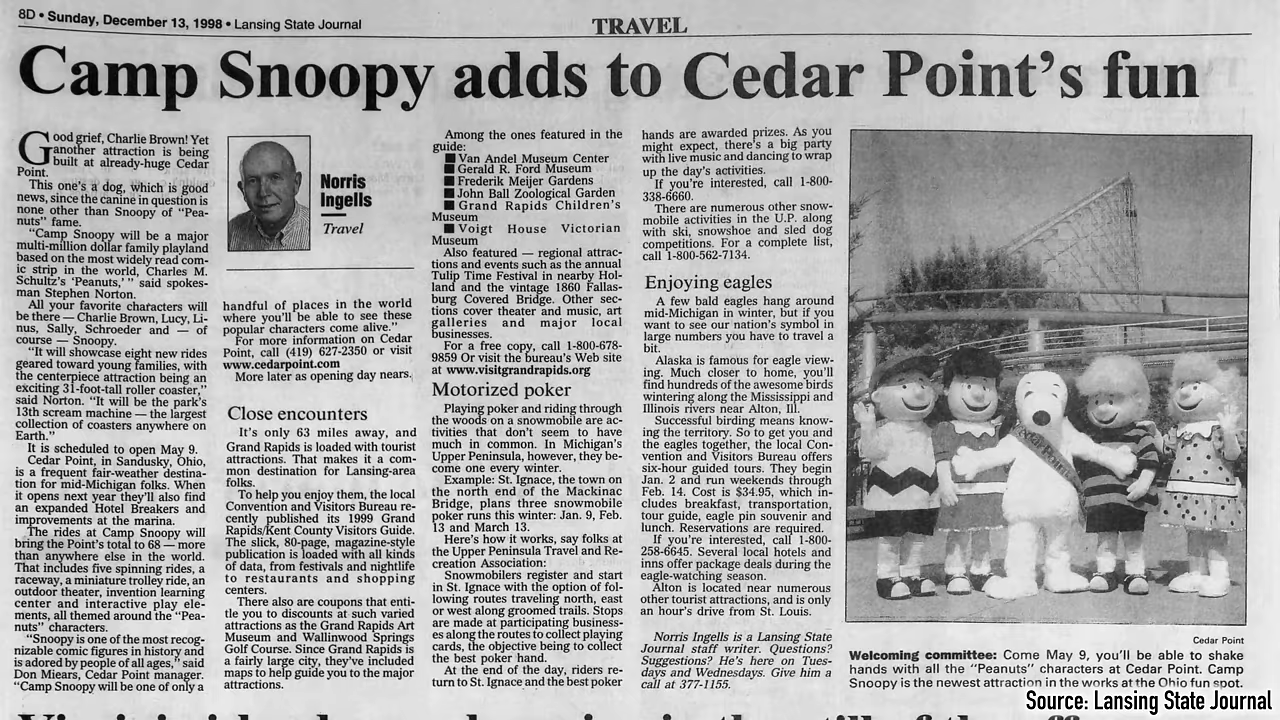 8D • Sunday, December 13, 1998 • Lansing State Journal
TRAVEL
Camp Snoopy adds to Cedar Point's fun
Good grief, Charlie Brown! Yet
another attraction is being
built at already-huge Cedar
Point.
This one's a dog, which is good
news, since the canine in question is
none other than Snoopy of "Pea-
nuts" fame.
"Camp Snoopy will be a major
multi-million dollar family playland
based on the most widely read com-
ic strip in the world, Charles M.
Schultz's 'Peanuts,' " said spokes-
man Stephen Norton.
All your favorite characters will
be there — Charlie Brown, Lucy, Li-
nus, Sally, Schroeder and — of
course — Snoopy.
"It will showcase eight new rides
geared toward young families, with
the centerpiece attraction being an
exciting 31-foot-tall roller coaster,"
said Norton. "It will be the park's
13th scream machine — the largest
collection of coasters anywhere on
Earth."
It is scheduled to open May 9.
Cedar Point, in Sandusky, Ohio,
is a frequent fair-weather destina-
tion for mid-Michigan folks. When
it opens next year they'll also find
an expanded Hotel Breakers and
improvements at the marina.
The rides at Camp Snoopy will
bring the Point's total to 68 — more
than anywhere else in the world.
That includes five spinning rides, a
raceway, a miniature trolley ride, an
outdoor theater, invention learning
center and interactive play ele-
ments, all themed around the "Pea-
nuts" characters.
"Snoopy is one of the most recog-
nizable comic figures in history and
is adored by people of all ages," said
Don Miears, Cedar Point manager.
"Camp Snoopy will be one of only a
Norris
Ingells
Travel
handful of places in the world
where you'll be able to see these
popular characters come alive."
For more information on Cedar
Point, call (419) 627-2350 or visit
www.cedarpoint.com
More later as opening day nears.
Close encounters
It's only 63 miles away, and
Grand Rapids is loaded with tourist
attractions. That makes it a com-
mon destination for Lansing-area
folks.
To help you enjoy them, the local
Convention and Visitors Bureau re-
cently published its 1999 Grand
Rapids/Kent County Visitors Guide.
The slick, 80-page, magazine-style
publication is loaded with all kinds
of data, from festivals and nightlife
to restaurants and shopping
centers.
There also are coupons that enti-
tle you to discounts at such varied
attractions as the Grand Rapids Art
Museum and Wallinwood Springs
Golf Course. Since Grand Rapids is
a fairly large city, they've included
maps to help guide you to the major
attractions.
Among the ones featured in the
guide:
■ Van Andel Museum Center
■ Gerald R. Ford Museum
■ Frederik Meijer Gardens
■ John Ball Zoological Garden
■ Grand Rapids Children's
Museum
■ Voigt House Victorian
Museum
Also featured — regional attrac-
tions and events such as the annual
Tulip Time Festival in nearby Hol-
land and the vintage 1860 Fallas-
burg Covered Bridge. Other sec-
tions cover theater and music, art
galleries and major local
businesses.
For a free copy, call 1-800-678-
9859 Or visit the bureau's Web site
at www.visitgrandrapids.org
Motorized poker
Playing poker and riding through
the woods on a snowmobile are ac-
tivities that don't seem to have
much in common. In Michigan's
Upper Peninsula, however, they be-
come one every winter.
Example: St. Ignace, the town on
the north end of the Mackinac
Bridge, plans three snowmobile
poker runs this winter: Jan. 9, Feb.
13 and March 13.
Here's how it works, say folks at
the Upper Peninsula Travel and Re-
creation Association:
Snowmobilers register and start
in St. Ignace with the option of fol-
lowing routes traveling north, east
or west along groomed trails. Stops
are made at participating business-
es along the routes to collect playing
cards, the objective being to collect
the best poker hand.
At the end of the day, riders re-
turn to St. Ignace and the best poker
hands are awarded prizes. As you
might expect, there's a big party
with live music and dancing to wrap
up the day's activities.
If you're interested, call 1-800-
338-6660.
There are numerous other snow-
mobile activities in the U.P. along
with ski, snowshoe and sled dog
competitions. For a complete list,
call 1-800-562-7134.
Enjoying eagles
A few bald eagles hang around
mid-Michigan in winter, but if you
want to see our nation's symbol in
large numbers you have to travel a
bit.
Alaska is famous for eagle view-
ing. Much closer to home, you'll
find hundreds of the awesome birds
wintering along the Mississippi and
Illinois rivers near Alton, Ill.
Successful birding means know-
ing the territory. So to get you and
the eagles together, the local Con-
vention and Visitors Bureau offers
six-hour guided tours. They begin
Jan. 2 and run weekends through
Feb. 14. Cost is $34.95, which in-
cludes breakfast, transportation,
tour guide, eagle pin souvenir and
lunch. Reservations are required.
If you're interested, call 1-800-
258-6645. Several local hotels and
inns offer package deals during the
eagle-watching season.
Alton is located near numerous
other tourist attractions, and is only
an hour's drive from St. Louis.
Norris Ingells is a Lansing State
Journal staff writer. Questions?
Suggestions? He's here on Tues-
days and Wednesdays. Give him a
call at 377-1155.
Cedar Point
Welcoming committee: Come May 9, you'll be able to shake
hands with all the "Peanuts" characters at Cedar Point. Camp
Snoopy is the newest attraction in the works at the Ohio fun spot.
Source: Lansing State Journal